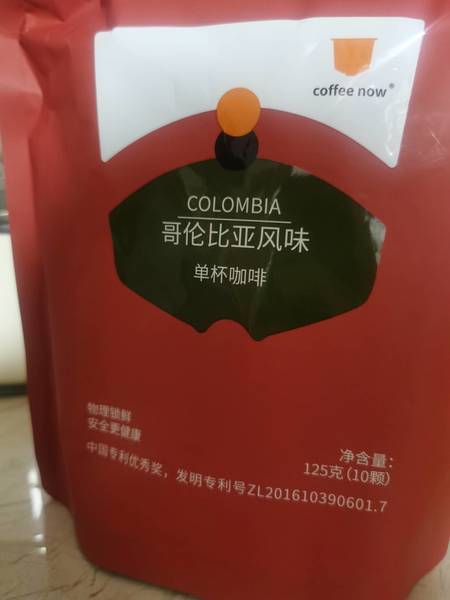 coffee now®
COLOMBIA
哥伦比亚风味
单杯咖啡
物理锁鲜
安全更健康
中国专利优秀奖，发明专利号ZL201610390601.7
净含量：
125克(10颗)